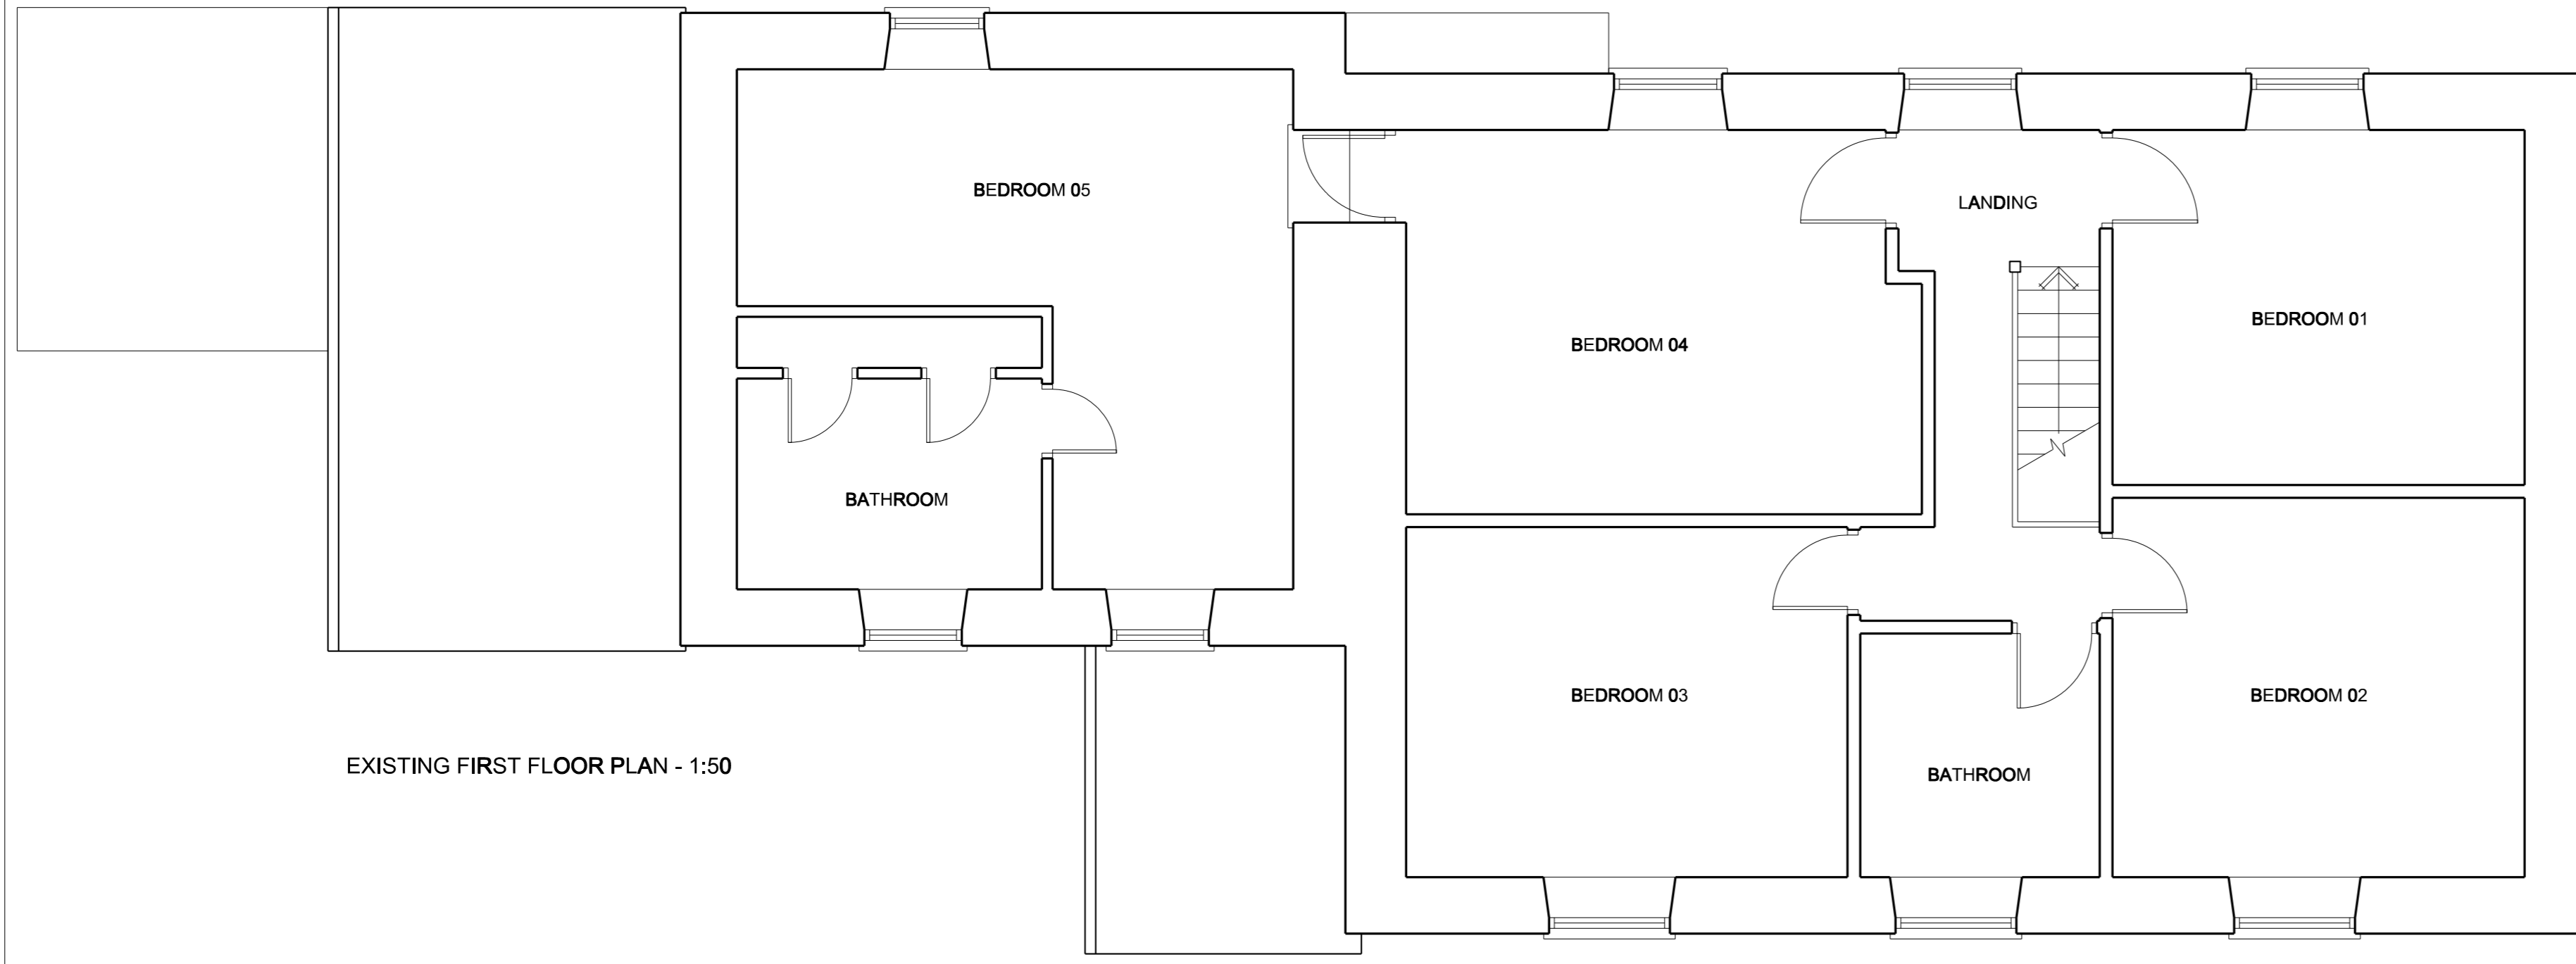 BEDROOM 05
LANDING
BEDROOM 01
BEDROOM 04
BATHROOM
BEDROOM 03
BEDROOM 02
EXISTING FIRST FLOOR PLAN - 1:50
BATHROOM